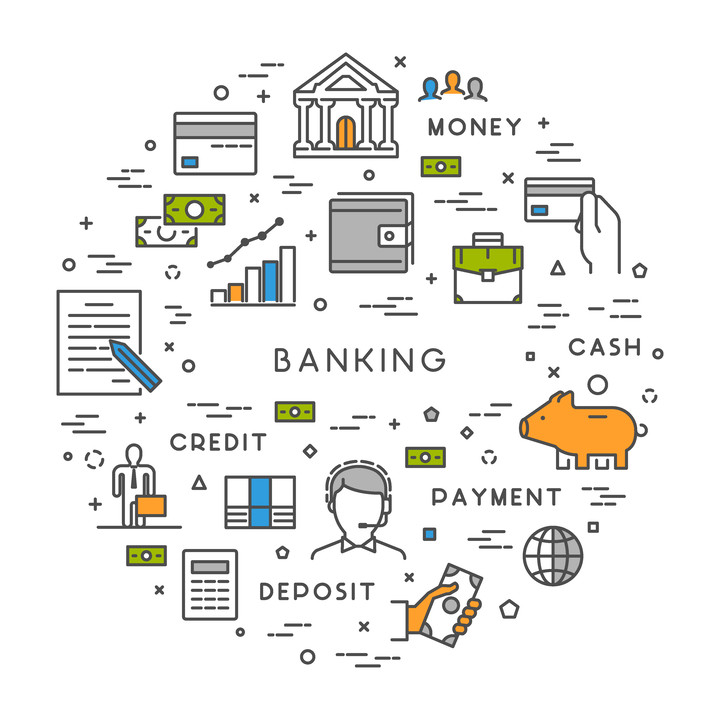 MONEY
CASH
BANKING
CREDIT
PAYMENT
DEPOSIT